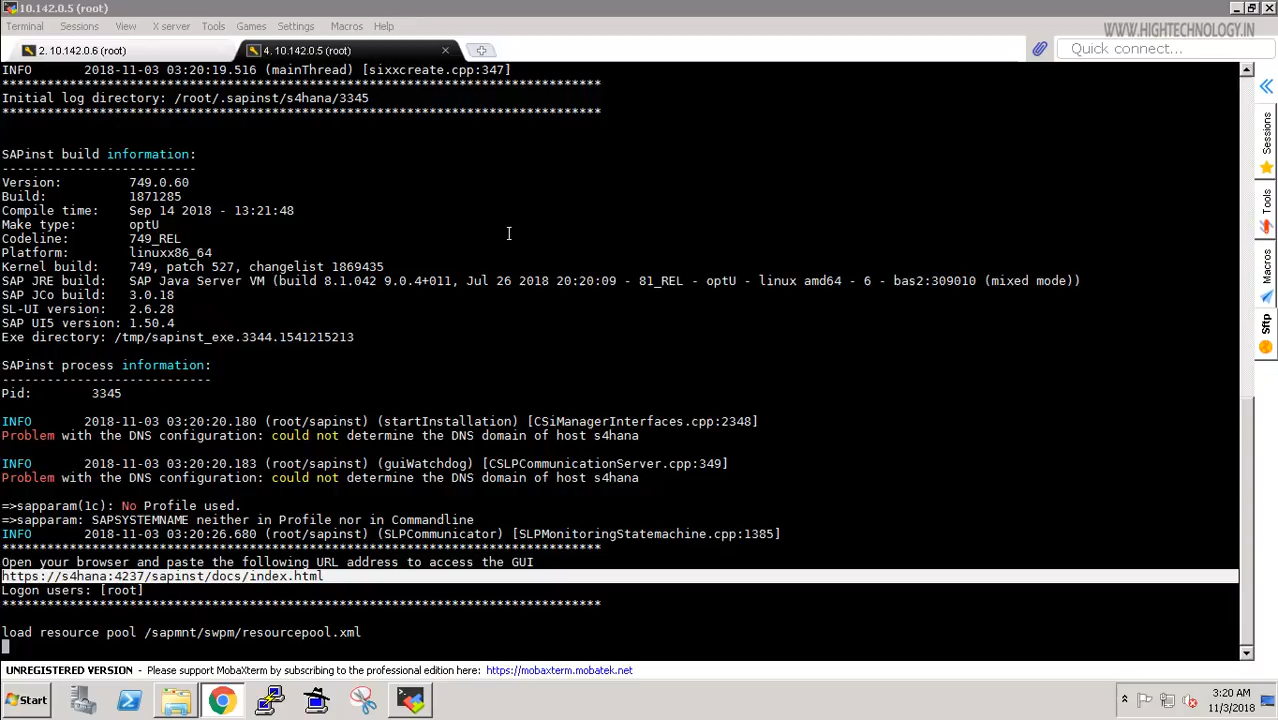 10.142.0.5 (root)
Terminal Sessions View X server Tools Games Settings Macros Help
WWW.HIGHTECHNOLOGY.IN
2. 10.142.0.6 (root)
4. 10.142.0.5 (root)
Quick connect...
INFO 2018-11-03 03:20:19.516 (mainThread) [sixxcreate.cpp:347]
********************************************************************************
Initial log directory: /root/.sapinst/s4hana/3345
********************************************************************************
SAPinst build information:
--------------------------
Version: 749.0.60
Build: 1871285
Compile time: Sep 14 2018 - 13:21:48
Make type: optU
Codeline: 749_REL
Platform: linuxx86_64
Kernel build: 749, patch 527, changelist 1869435
SAP JRE build: SAP Java Server VM (build 8.1.042 9.0.4+011, Jul 26 2018 20:20:09 - 81_REL - optU - linux amd64 - 6 - bas2:309010 (mixed mode))
SAP JCo build: 3.0.18
SL-UI version: 2.6.28
SAP UI5 version: 1.50.4
Exe directory: /tmp/sapinst_exe.3344.1541215213
SAPinst process information:
----------------------------
Pid: 3345
INFO 2018-11-03 03:20:20.180 (root/sapinst) (startInstallation) [CSiManagerInterfaces.cpp:2348]
Problem with the DNS configuration: could not determine the DNS domain of host s4hana
INFO 2018-11-03 03:20:20.183 (root/sapinst) (guiWatchdog) [CSLPCommunicationServer.cpp:349]
Problem with the DNS configuration: could not determine the DNS domain of host s4hana
=>sapparam(1c): No Profile used.
=>sapparam: SAPSYSTEMNAME neither in Profile nor in Commandline
INFO 2018-11-03 03:20:26.680 (root/sapinst) (SLPCommunicator) [SLPMonitoringStatemachine.cpp:1385]
********************************************************************************
Open your browser and paste the following URL address to access the GUI
https://s4hana:4237/sapinst/docs/index.html
Logon users: [root]
********************************************************************************
load resource pool /sapmnt/swpm/resourcepool.xml
Sessions
Tools
Macros
Sftp
UNREGISTERED VERSION - Please support MobaXterm by subscribing to the professional edition here: https://mobaxterm.mobatek.net
Start
3:20 AM
11/3/2018